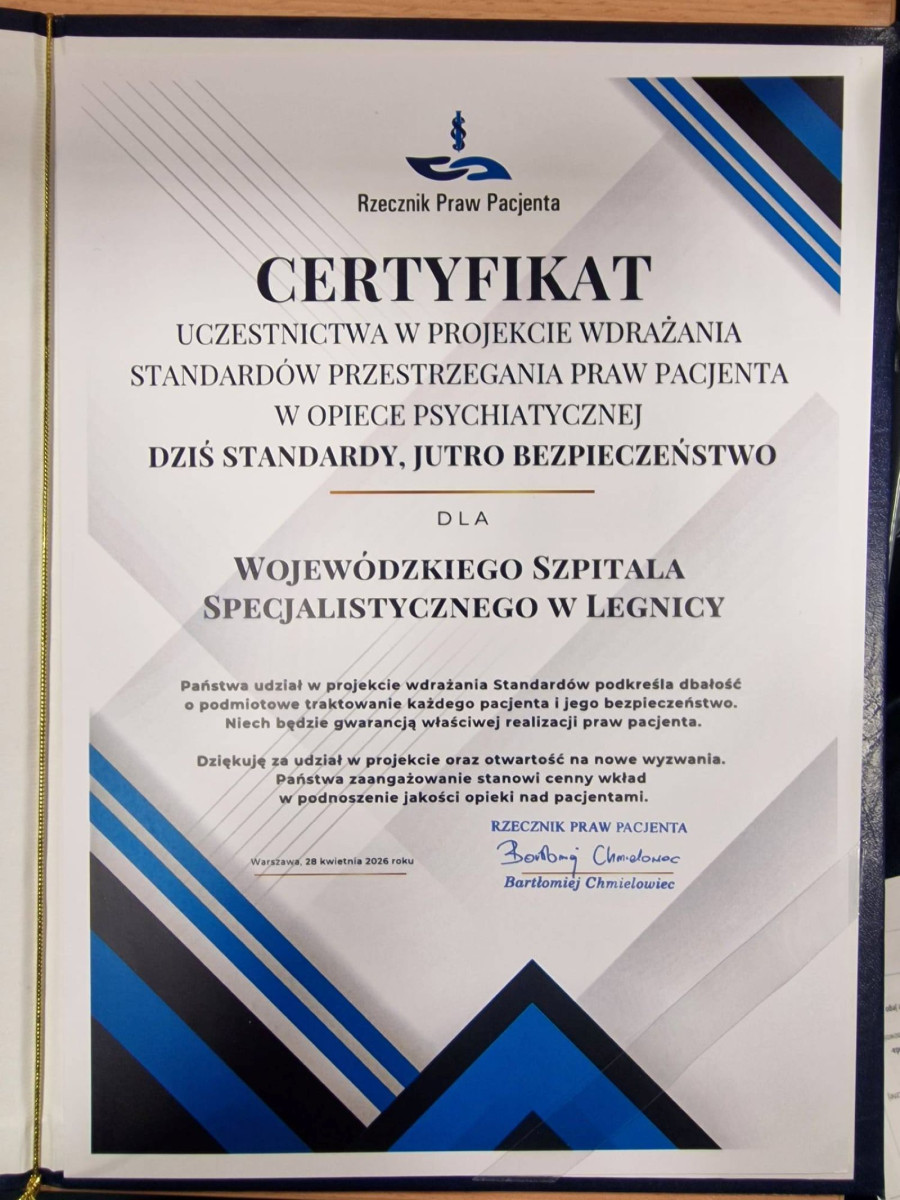 Rzecznik Praw Pacjenta
CERTYFIKAT
UCZESTNICTWA W PROJEKCIE WDRAŻANIA
STANDARDÓW PRZESTRZEGANIA PRAW PACJENTA
W OPIECE PSYCHIATYCZNEJ
DZIŚ STANDARDY, JUTRO BEZPIECZEŃSTWO
DLA
WOJEWÓDZKIEGO SZPITALA
SPECJALISTYCZNEGO W LEGNICY
Państwa udział w projekcie wdrażania Standardów podkreśla dbałość
o podmiotowe traktowanie każdego pacjenta i jego bezpieczeństwo.
Niech będzie gwarancją właściwej realizacji praw pacjenta.
Dziękuję za udział w projekcie oraz otwartość na nowe wyzwania.
Państwa zaangażowanie stanowi cenny wkład
w podnoszenie jakości opieki nad pacjentami.
RZECZNIK PRAW PACJENTA
Bartłomiej Chmielowiec
Warszawa, 28 kwietnia 2026 roku
Bartłomiej Chmielowiec